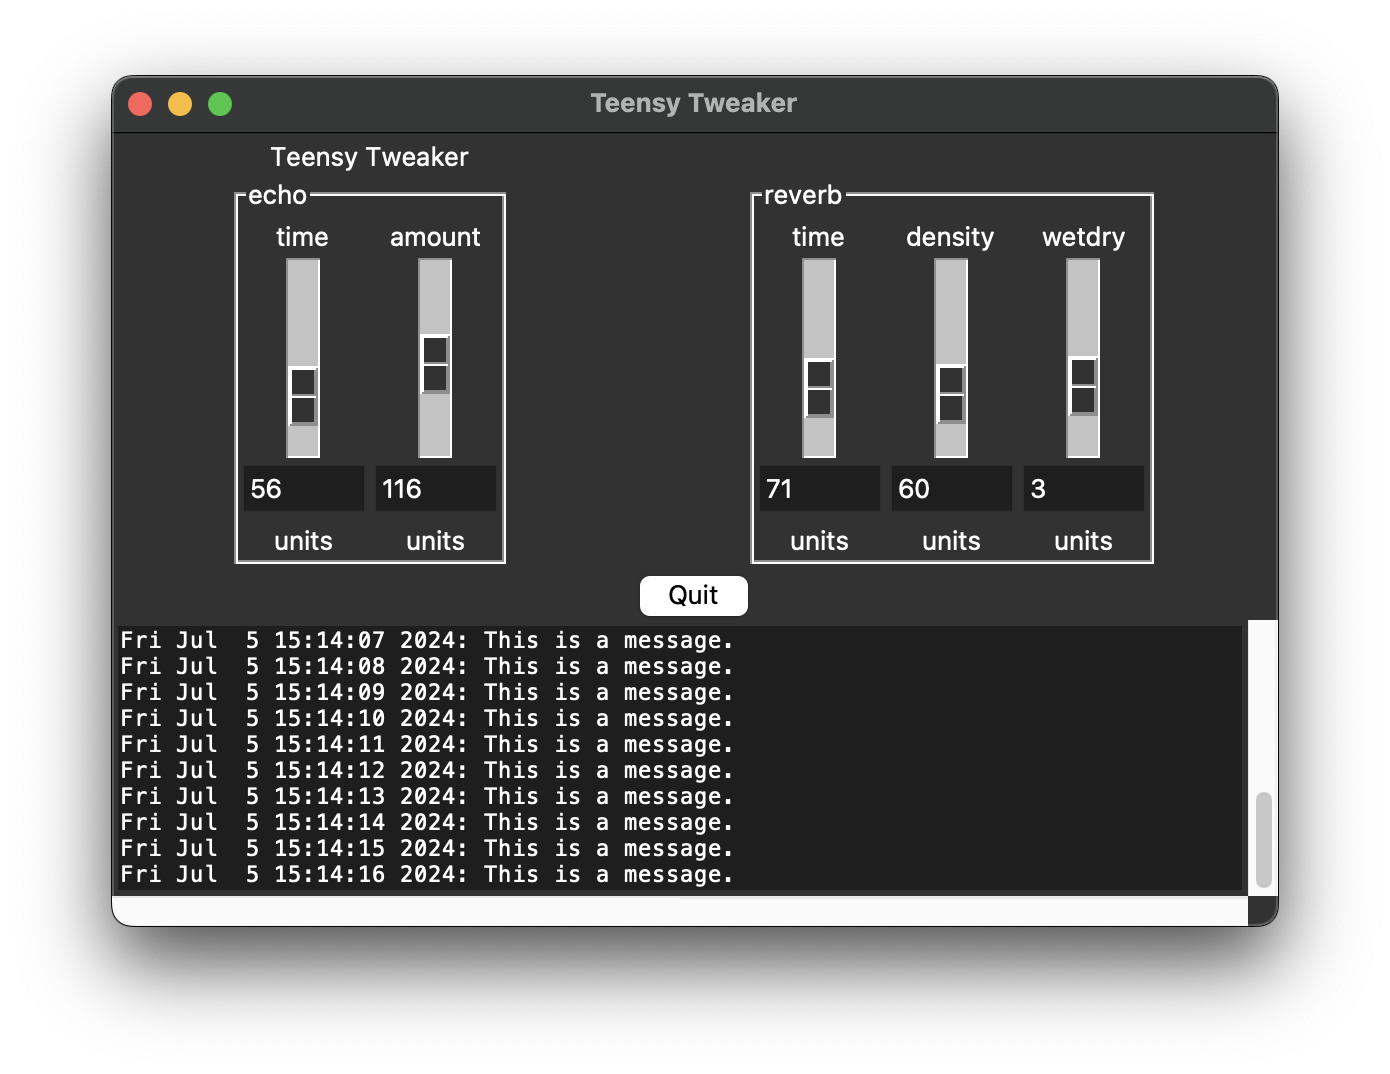 Teensy Tweaker
Teensy Tweaker
echo
time amount
56 116
units units
reverb
time density wetdry
71 60 3
units units units
Quit
Fri Jul  5 15:14:07 2024: This is a message.
Fri Jul  5 15:14:08 2024: This is a message.
Fri Jul  5 15:14:09 2024: This is a message.
Fri Jul  5 15:14:10 2024: This is a message.
Fri Jul  5 15:14:11 2024: This is a message.
Fri Jul  5 15:14:12 2024: This is a message.
Fri Jul  5 15:14:13 2024: This is a message.
Fri Jul  5 15:14:14 2024: This is a message.
Fri Jul  5 15:14:15 2024: This is a message.
Fri Jul  5 15:14:16 2024: This is a message.